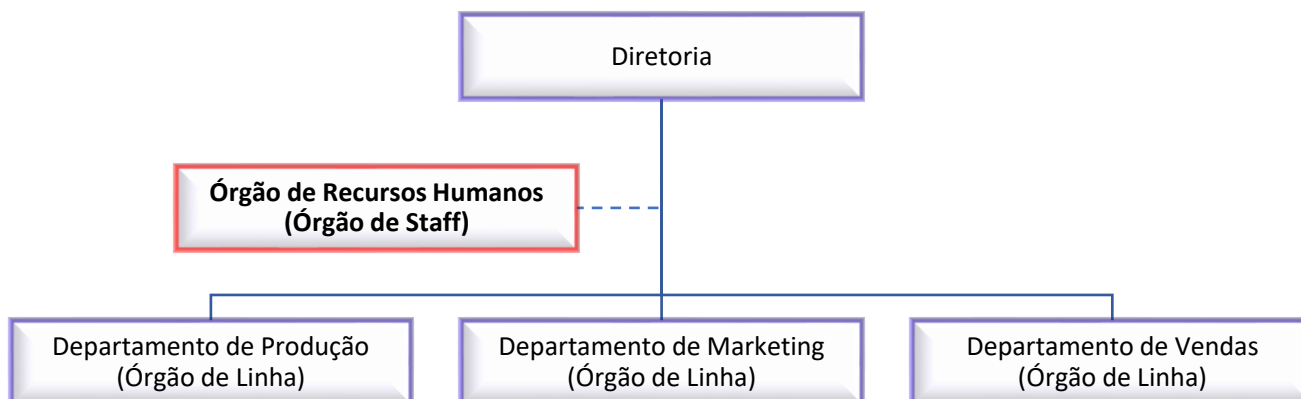 Diretoria
Órgão de Recursos Humanos
(Órgão de Staff)
Departamento de Produção
(Órgão de Linha)
Departamento de Marketing
(Órgão de Linha)
Departamento de Vendas
(Órgão de Linha)